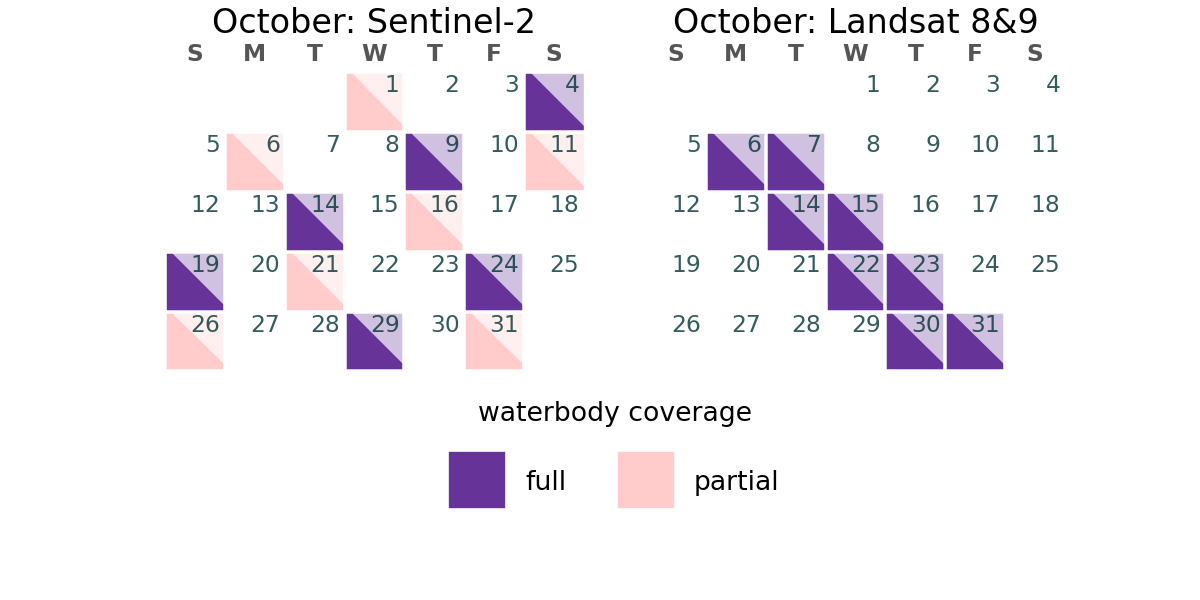 October: Sentinel-2
S M T W T F S
1 2 3 4
5 6 7 8 9 10 11
12 13 14 15 16 17 18
19 20 21 22 23 24 25
26 27 28 29 30 31
October: Landsat 8&9
S M T W T F S
1 2 3 4
5 6 7 8 9 10 11
12 13 14 15 16 17 18
19 20 21 22 23 24 25
26 27 28 29 30 31
waterbody coverage
full partial